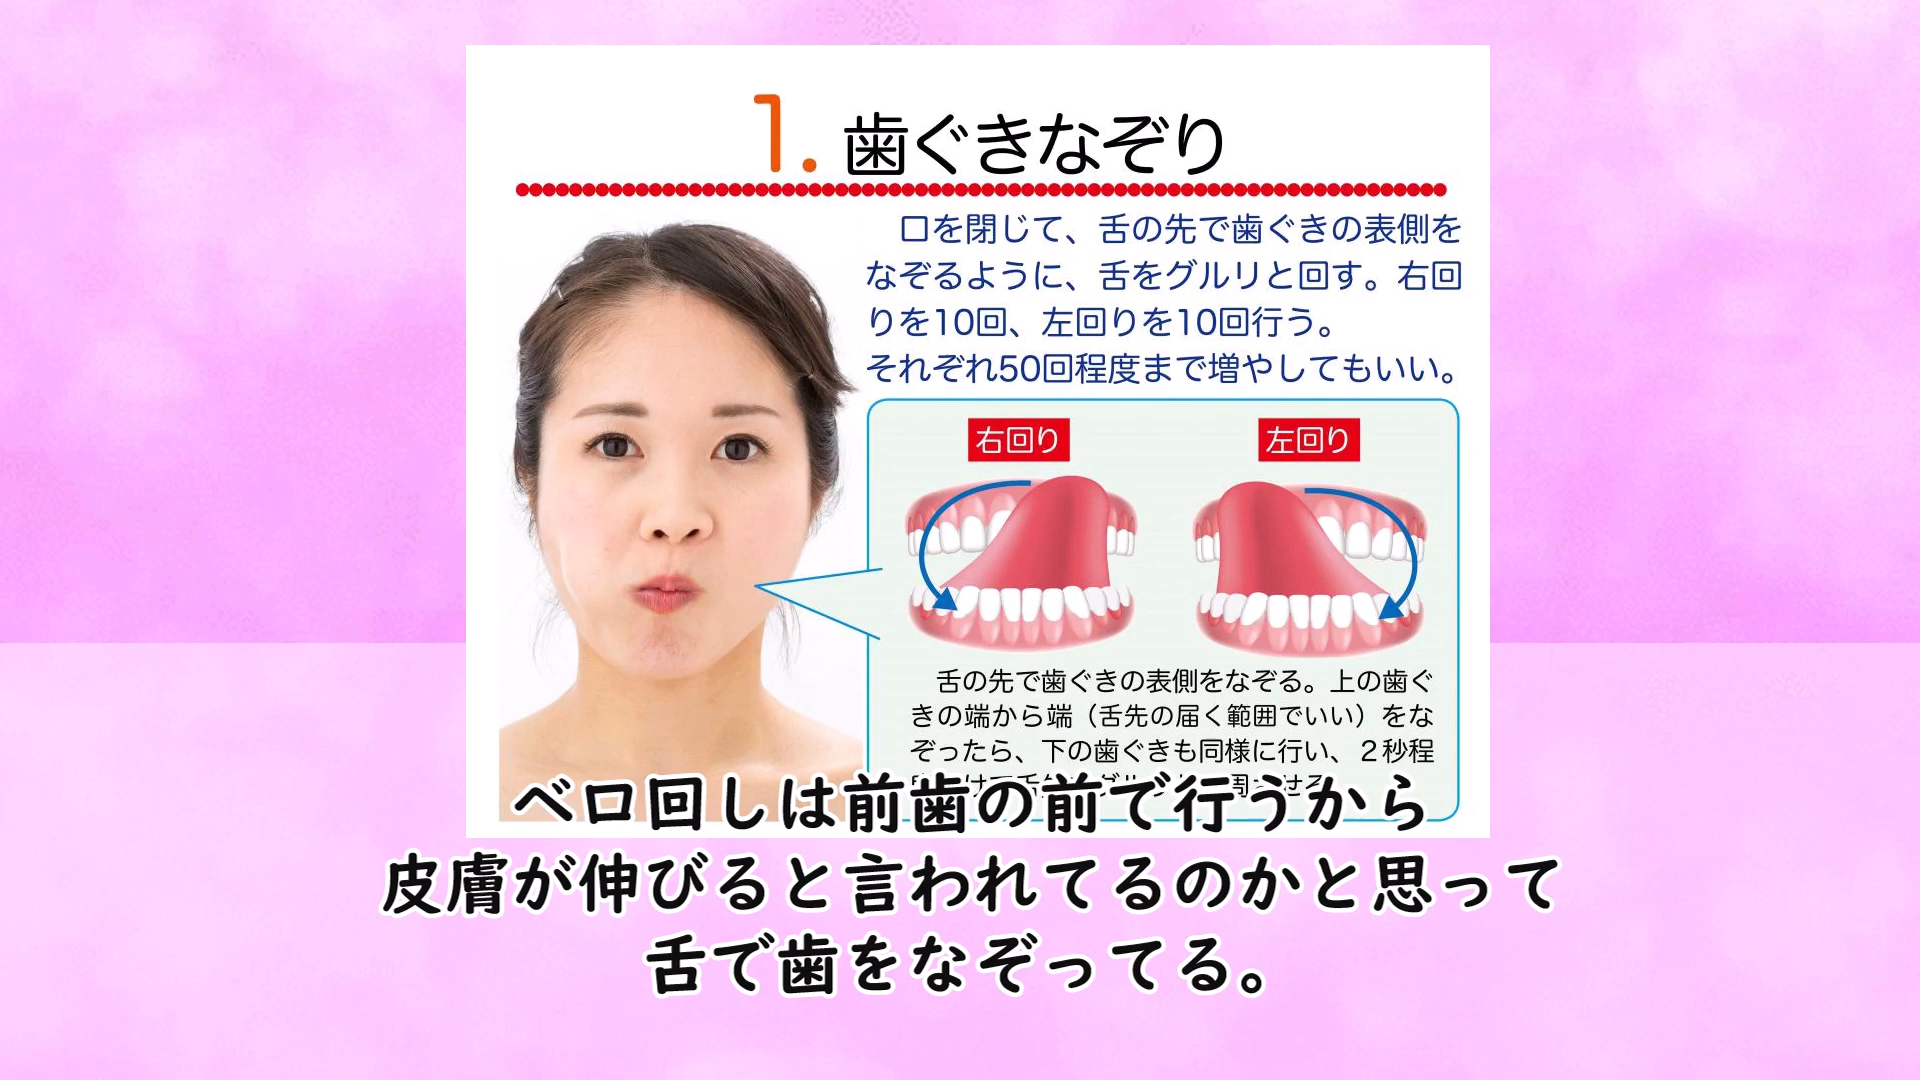 1. 歯ぐきなぞり
口を閉じて、舌の先で歯ぐきの表側を
なぞるように、舌をグルリと回す。右回
りを10回、左回りを10回行う。
それぞれ50回程度まで増やしてもいい。
右回り
左回り
舌の先で歯ぐきの表側をなぞる。上の歯ぐ
きの端から端（舌先の届く範囲でいい）をな
ぞったら、下の歯ぐきも同様に行い、２秒程
ベロ回しは前歯の前で行うから
皮膚が伸びると言われてるのかと思って
舌で歯をなぞってる。